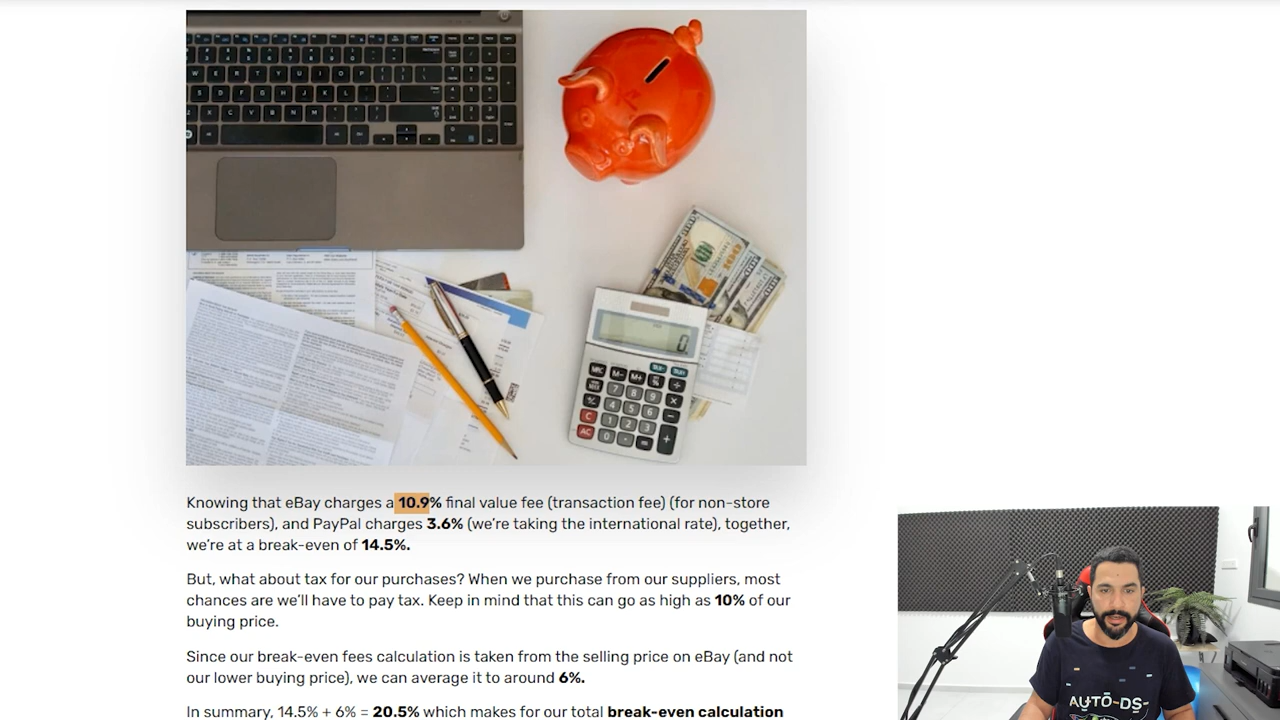 Knowing that eBay charges a 10.9% final value fee (transaction fee) (for non-store
subscribers), and PayPal charges 3.6% (we're taking the international rate), together,
we're at a break-even of 14.5%.
But, what about tax for our purchases? When we purchase from our suppliers, most
chances are we'll have to pay tax. Keep in mind that this can go as high as 10% of our
buying price.
Since our break-even fees calculation is taken from the selling price on eBay (and not
our lower buying price), we can average it to around 6%.
In summary, 14.5% + 6% = 20.5% which makes for our total break-even calculation
AUTO-DS-